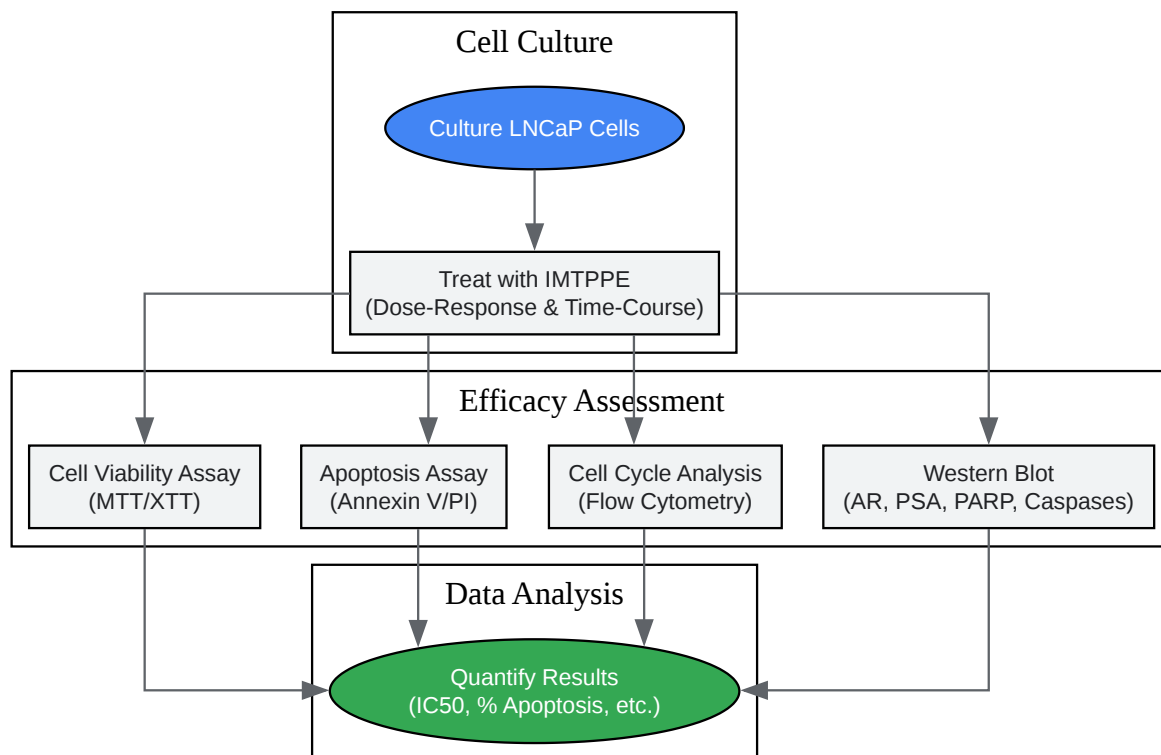 Cell Culture
Culture LNCaP Cells
Treat with IMTPPE
(Dose-Response & Time-Course)
Efficacy Assessment
Cell Viability Assay
(MTT/XTT)
Apoptosis Assay
(Annexin V/PI)
Cell Cycle Analysis
(Flow Cytometry)
Western Blot
(AR, PSA, PARP, Caspases)
Data Analysis
Quantify Results
(IC50, % Apoptosis, etc.)